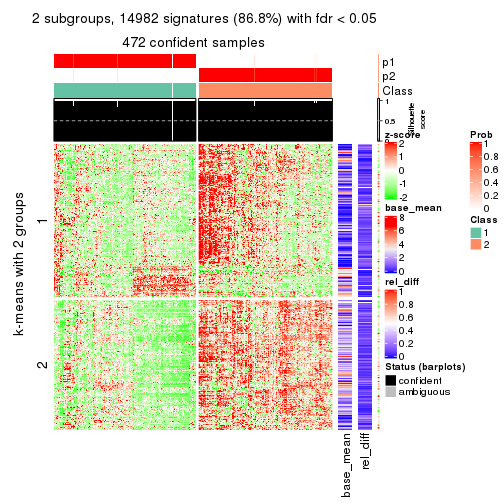 2 subgroups, 14982 signatures (86.8%) with fdr < 0.05
472 confident samples
p1
p2
Class
1
0.5
0
Silhouette
score
k-means with 2 groups
1
2
z-score
2
1
0
-1
-2
base_mean
8
6
4
2
0
rel_diff
1
0.8
0.6
0.4
0.2
0
Status (barplots)
confident
ambiguous
Prob
1
0.8
0.6
0.4
0.2
0
Class
1
2
base_mean
rel_diff